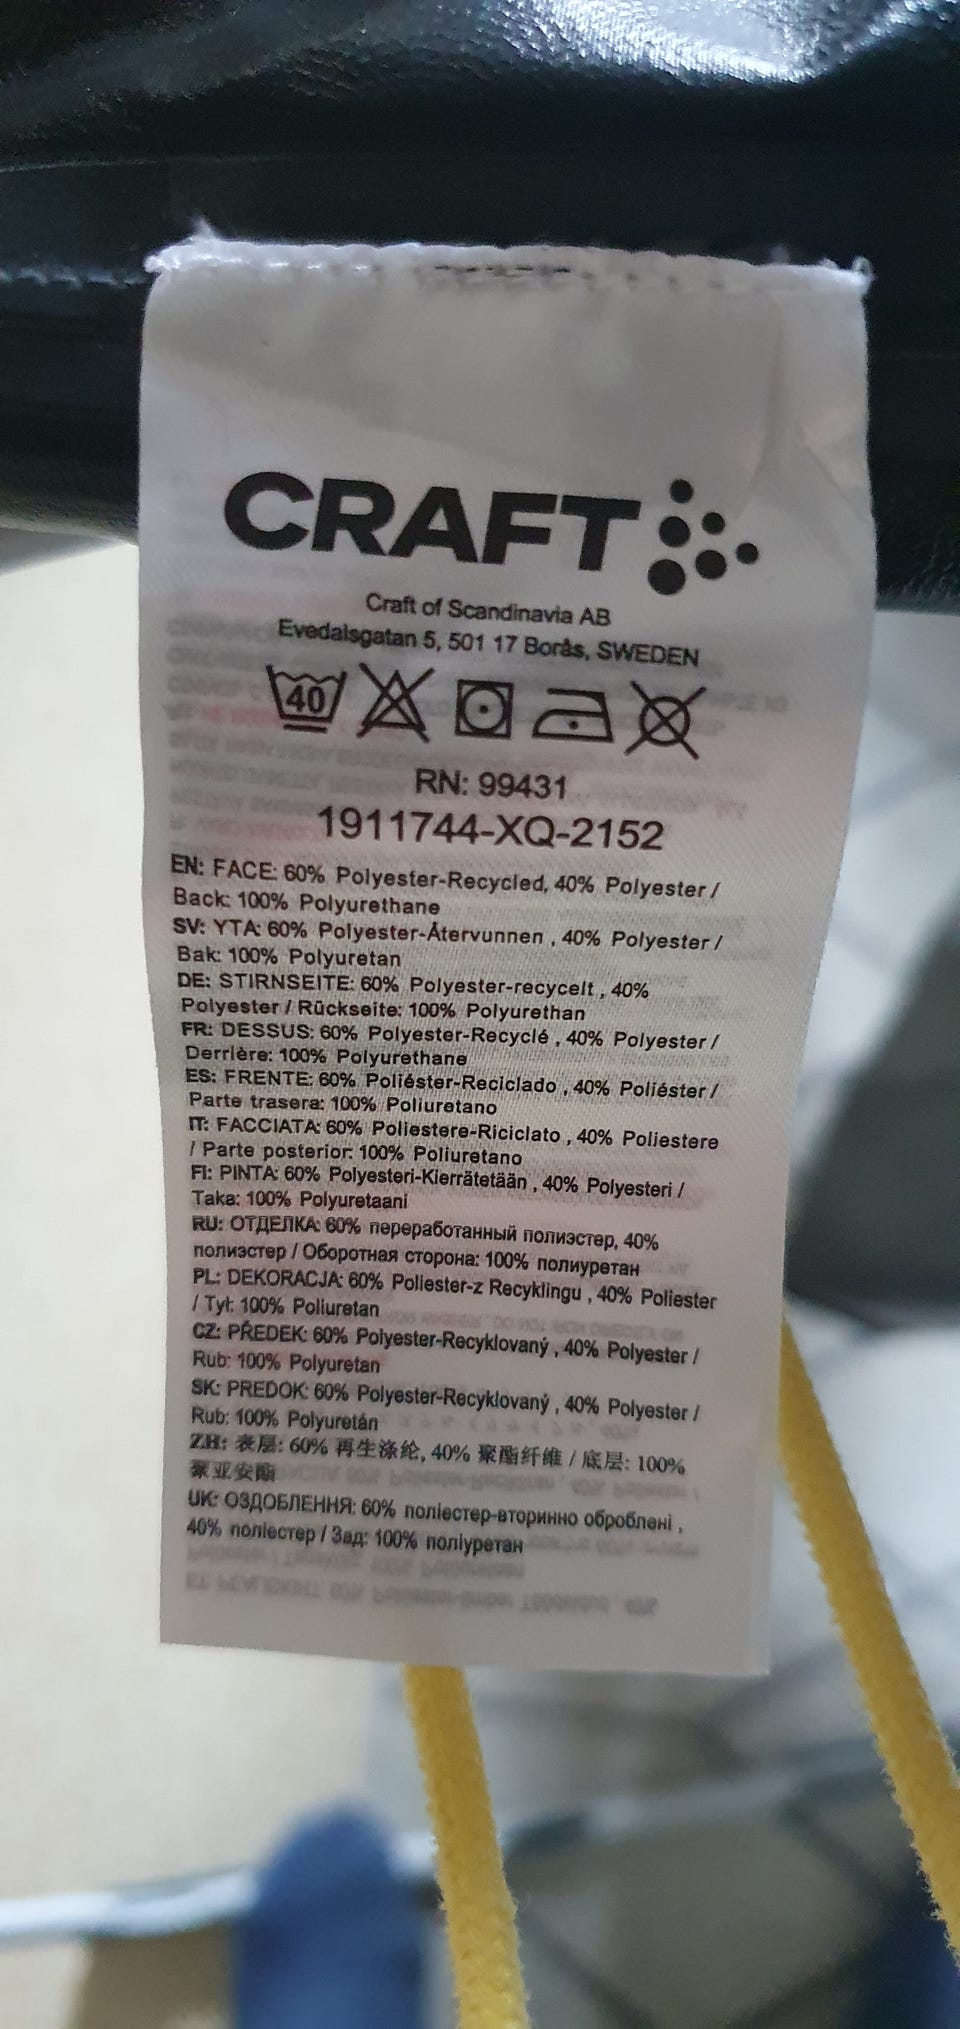 CRAFT
Craft of Scandinavia AB
Evedalsgatan 5, 501 17 Borås, SWEDEN
40
RN: 99431
1911744-XQ-2152
EN: FACE: 60% Polyester-Recycled, 40% Polyester /
Back: 100% Polyurethane
SV: YTA: 60% Polyester-Återvunnen , 40% Polyester /
Bak: 100% Polyuretan
DE: STIRNSEITE: 60% Polyester-recycelt , 40%
Polyester / Rückseite: 100% Polyurethan
FR: DESSUS: 60% Polyester-Recyclé , 40% Polyester /
Derrière: 100% Polyurethane
ES: FRENTE: 60% Poliéster-Reciclado , 40% Poliéster /
Parte trasera: 100% Poliuretano
IT: FACCIATA: 60% Poliestere-Riciclato , 40% Poliestere
/ Parte posterior: 100% Poliuretano
FI: PINTA: 60% Polyesteri-Kierrätetään , 40% Polyesteri /
Taka: 100% Polyuretaani
RU: ОТДЕЛКА: 60% переработанный полиэстер, 40%
полиэстер / Оборотная сторона: 100% полиуретан
PL: DEKORACJA: 60% Poliester-z Recyklingu , 40% Poliester
/ Tył: 100% Poliuretan
CZ: PŘEDEK: 60% Polyester-Recyklovaný , 40% Polyester /
Rub: 100% Polyuretan
SK: PREDOK: 60% Polyester-Recyklovaný , 40% Polyester /
Rub: 100% Polyuretán
ZH: 表层: 60% 再生涤纶, 40% 聚酯纤维 / 底层: 100%
聚亚安酯
UK: ОЗДОБЛЕННЯ: 60% поліестер-вторинно оброблені ,
40% поліестер / Зад: 100% поліуретан